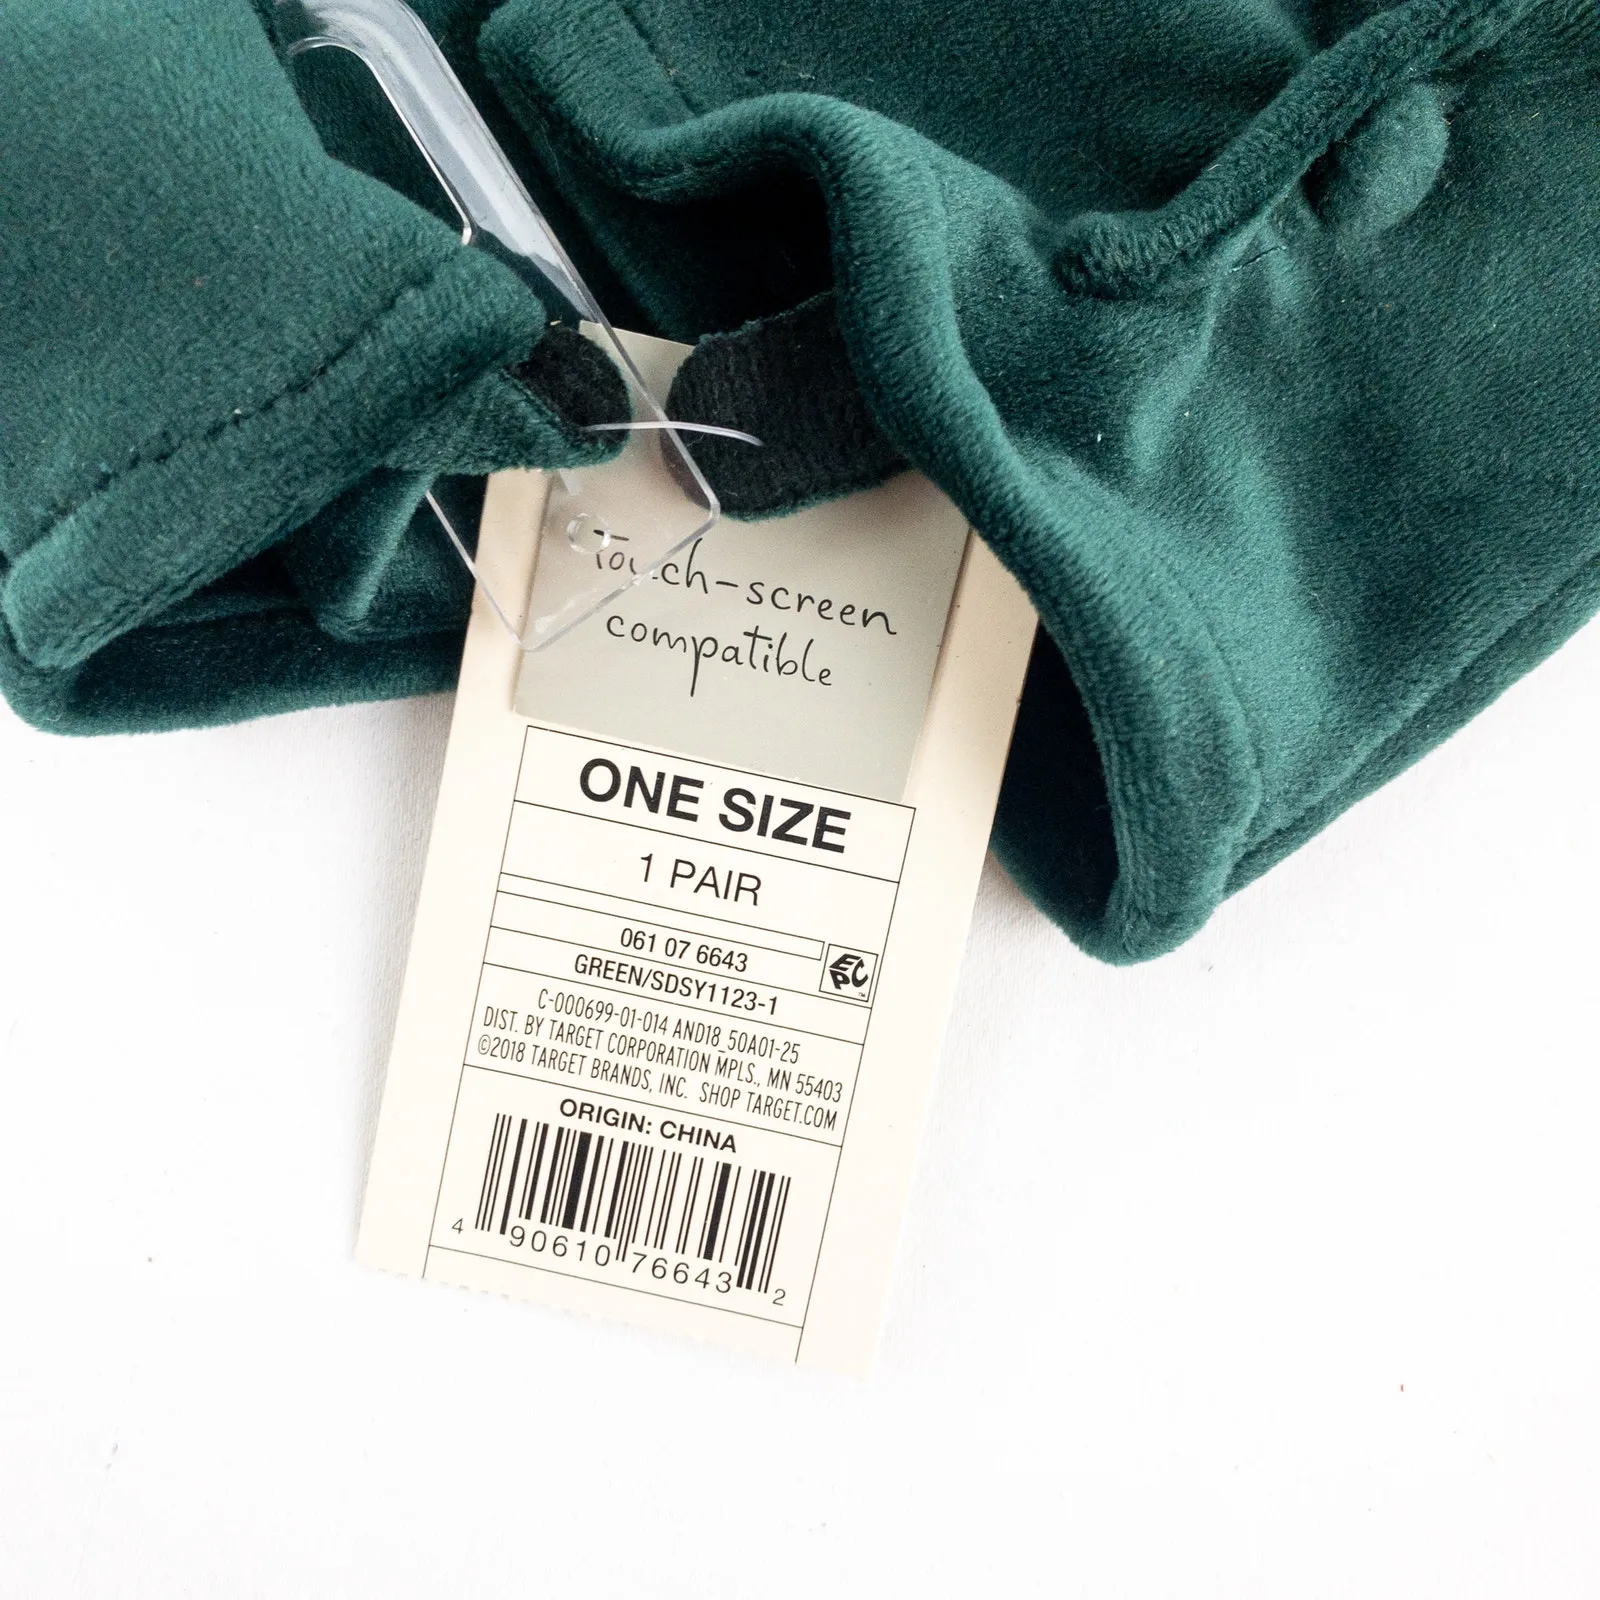 Touch-screen
compatible
ONE SIZE
1 PAIR
061 07 6643
EPC™
GREEN/SDSY1123-1
C-000699-01-014 AND18_50A01-25
DIST. BY TARGET CORPORATION MPLS., MN 55403
©2018 TARGET BRANDS, INC. SHOP TARGET.COM
ORIGIN: CHINA
4 90610 76643 2